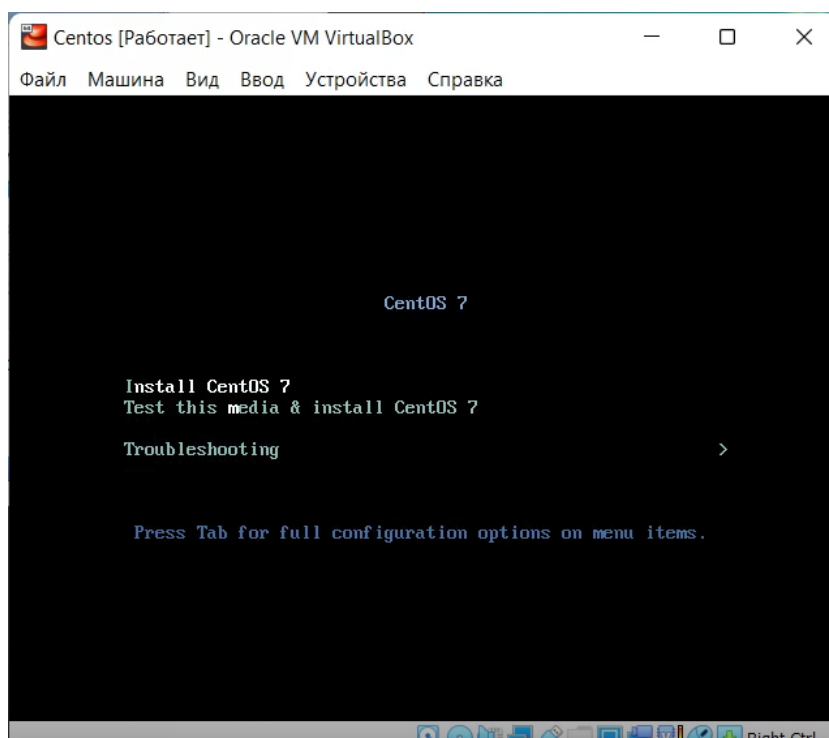 Centos [Работает] - Oracle VM VirtualBox
Файл Машина Вид Ввод Устройства Справка
CentOS 7
Install CentOS 7
Test this media & install CentOS 7
Troubleshooting >
Press Tab for full configuration options on menu items.
Right Ctrl